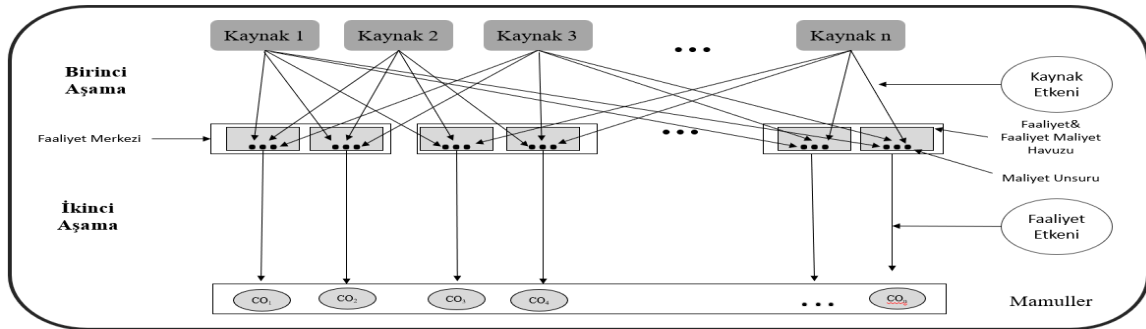 Kaynak 1
Kaynak 2
Kaynak 3
Kaynak n
Birinci
Aşama
Kaynak
Etkeni
Faaliyet Merkezi
Faaliyet&
Faaliyet Maliyet
Havuzu
Maliyet Unsuru
İkinci
Aşama
Faaliyet
Etkeni
CO₁
CO₂
CO₃
CO₄
...
COₙ
Mamuller